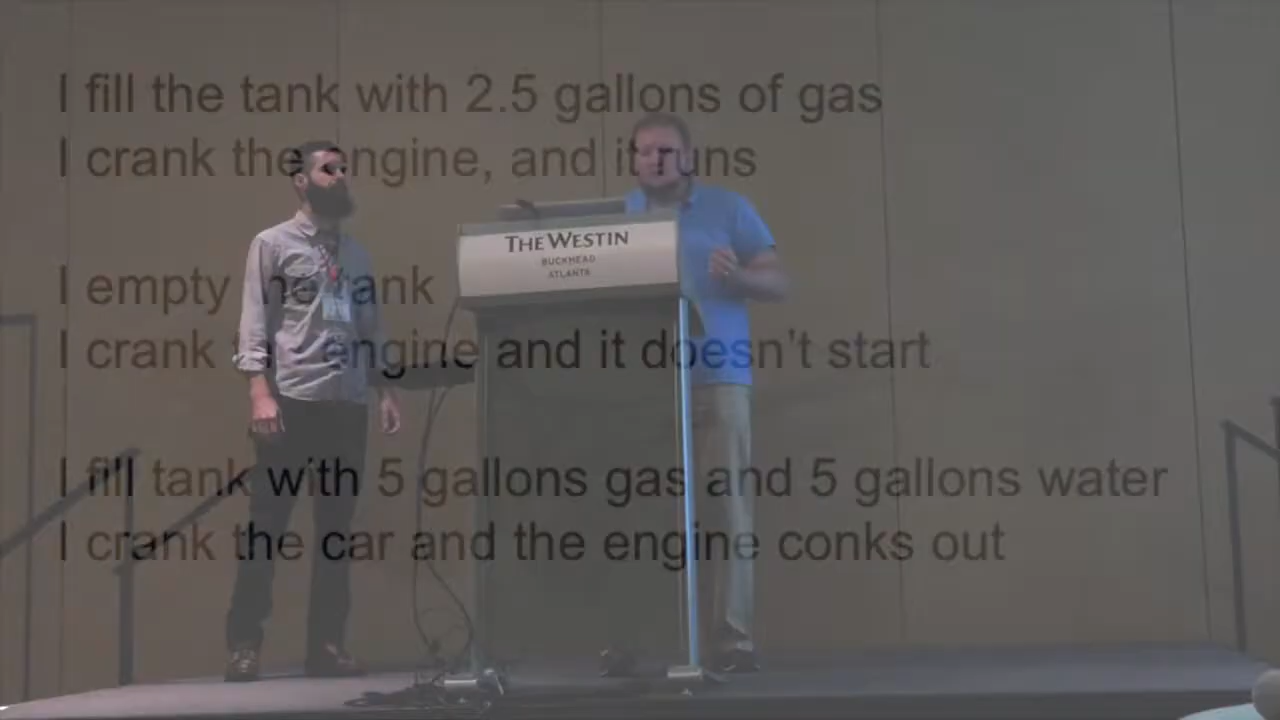 I fill the tank with 2.5 gallons of gas
I crank the engine, and it runs
THE WESTIN
BUCKHEAD
ATLANTA
I empty the tank
I crank the engine and it doesn't start
I fill tank with 5 gallons gas and 5 gallons water
I crank the car and the engine conks out